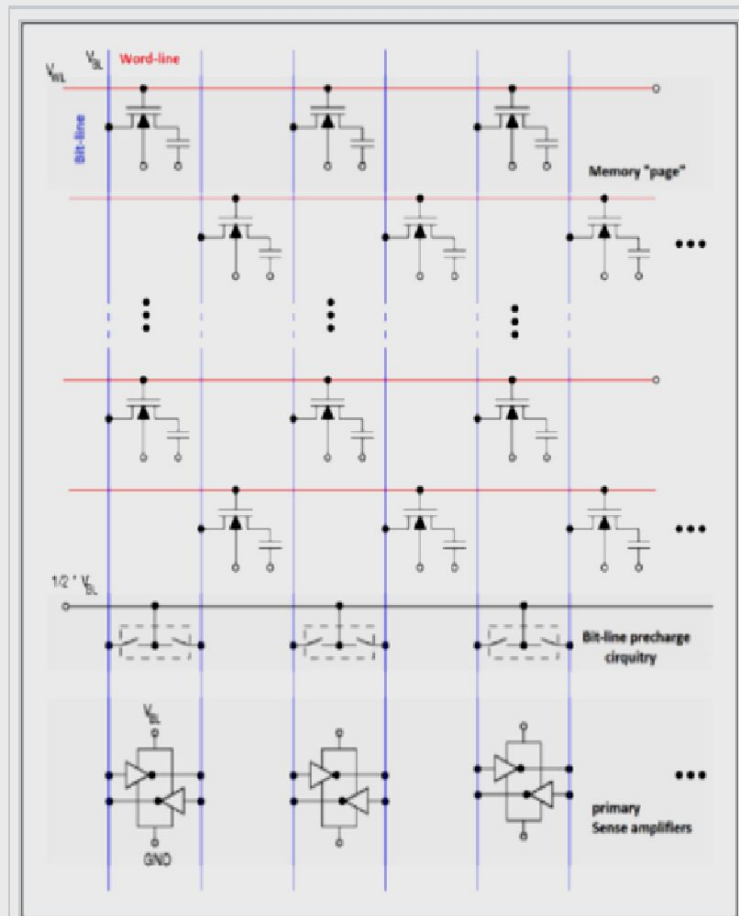 V_BL
Word-line
V_WL
Bit-line
Memory "page"
1/2 * V_BL
Bit-line precharge
cirquitry
V_BL
primary
Sense amplifiers
GND